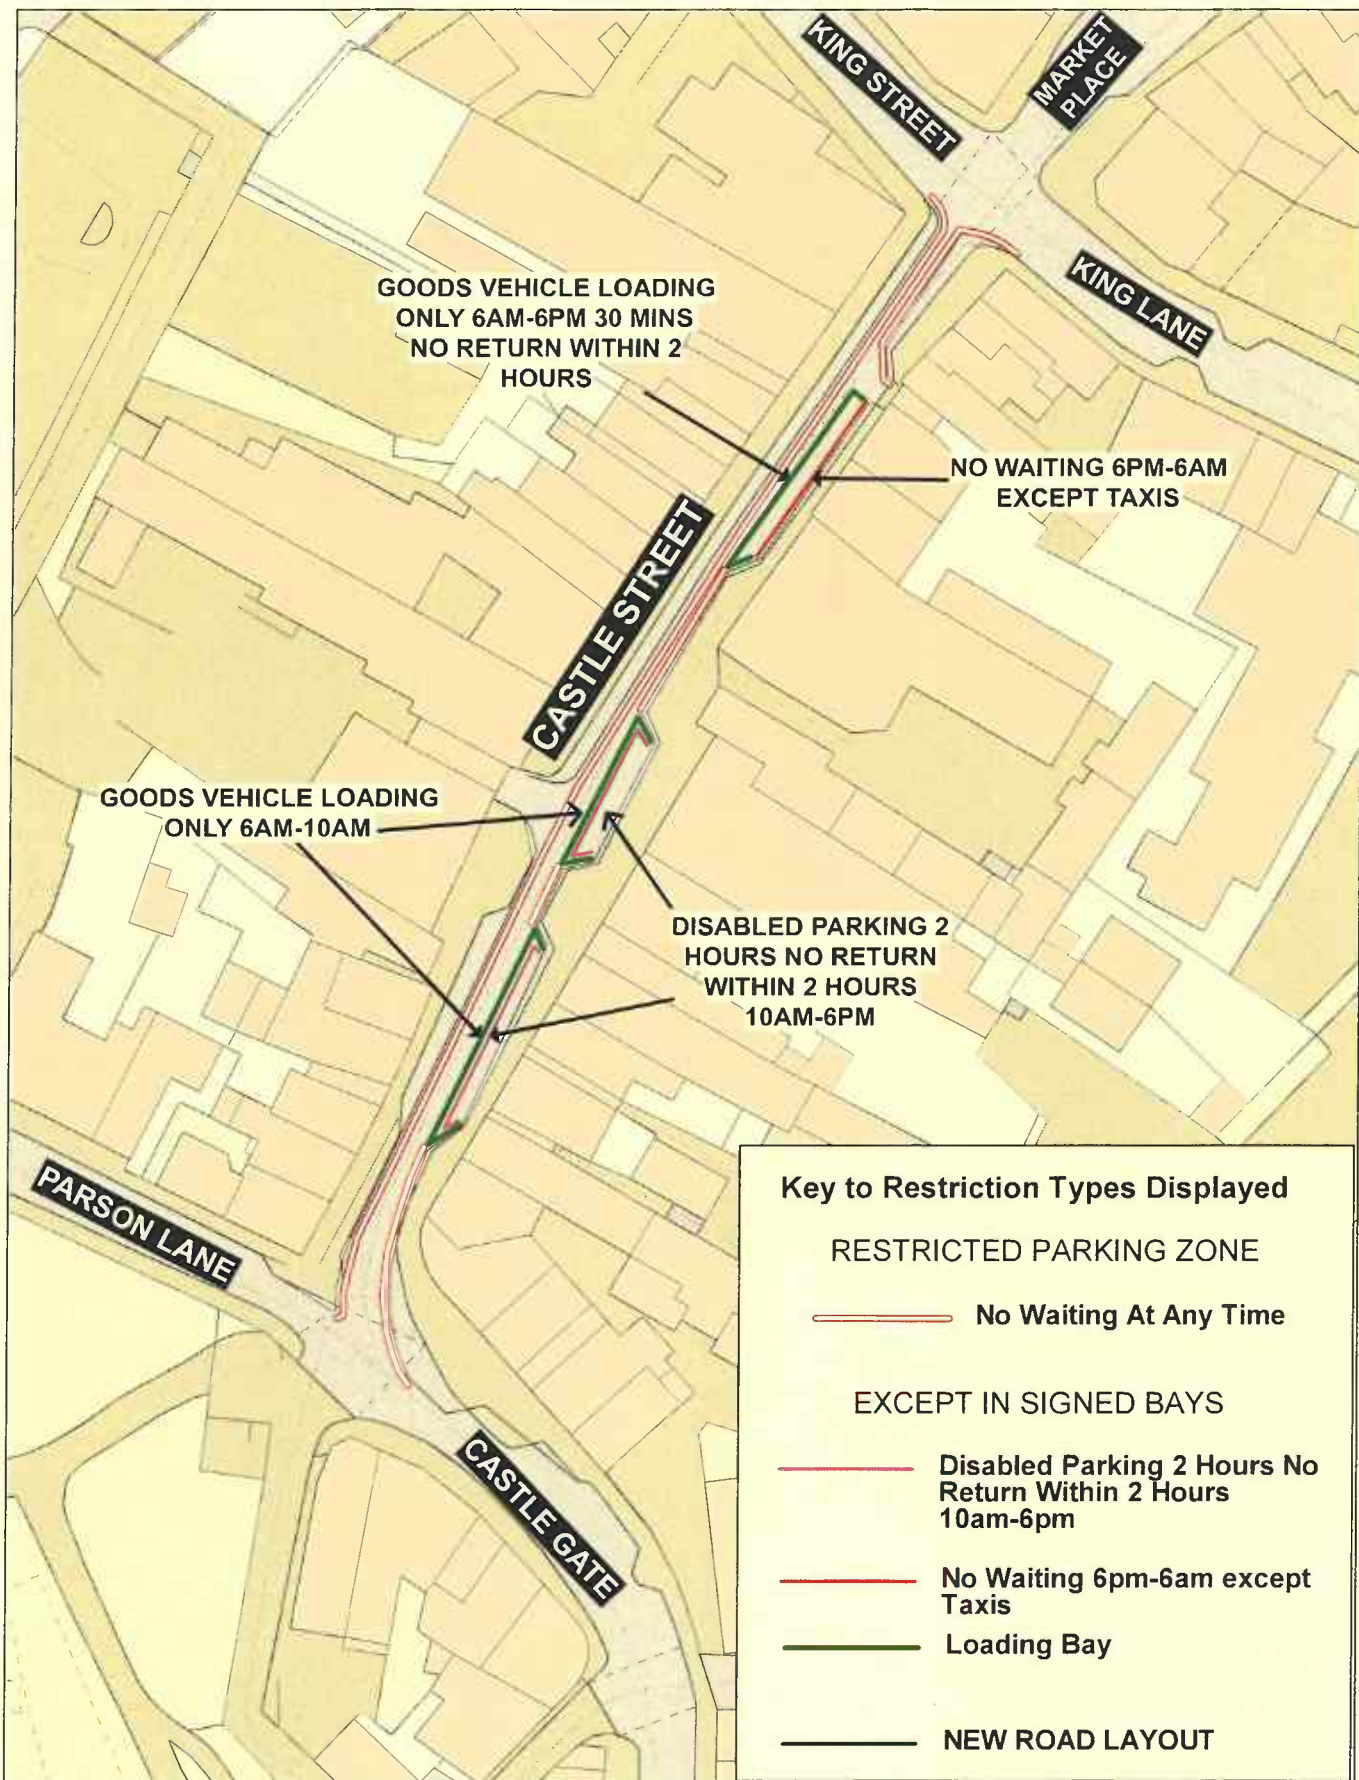 KING STREET
MARKET
PLACE
KING LANE
GOODS VEHICLE LOADING
ONLY 6AM-6PM 30 MINS
NO RETURN WITHIN 2
HOURS
NO WAITING 6PM-6AM
EXCEPT TAXIS
CASTLE STREET
GOODS VEHICLE LOADING
ONLY 6AM-10AM
DISABLED PARKING 2
HOURS NO RETURN
WITHIN 2 HOURS
10AM-6PM
PARSON LANE
CASTLE GATE
Key to Restriction Types Displayed
RESTRICTED PARKING ZONE
No Waiting At Any Time
EXCEPT IN SIGNED BAYS
Disabled Parking 2 Hours No
Return Within 2 Hours
10am-6pm
No Waiting 6pm-6am except
Taxis
Loading Bay
NEW ROAD LAYOUT